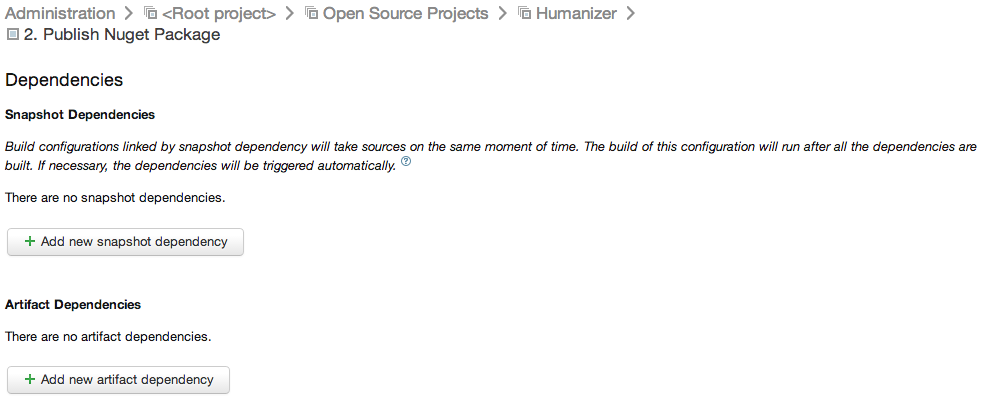 Administration > <Root project> > Open Source Projects > Humanizer >
2. Publish Nuget Package
Dependencies
Snapshot Dependencies
Build configurations linked by snapshot dependency will take sources on the same moment of time. The build of this configuration will run after all the dependencies are
built. If necessary, the dependencies will be triggered automatically. ?
There are no snapshot dependencies.
+ Add new snapshot dependency
Artifact Dependencies
There are no artifact dependencies.
+ Add new artifact dependency